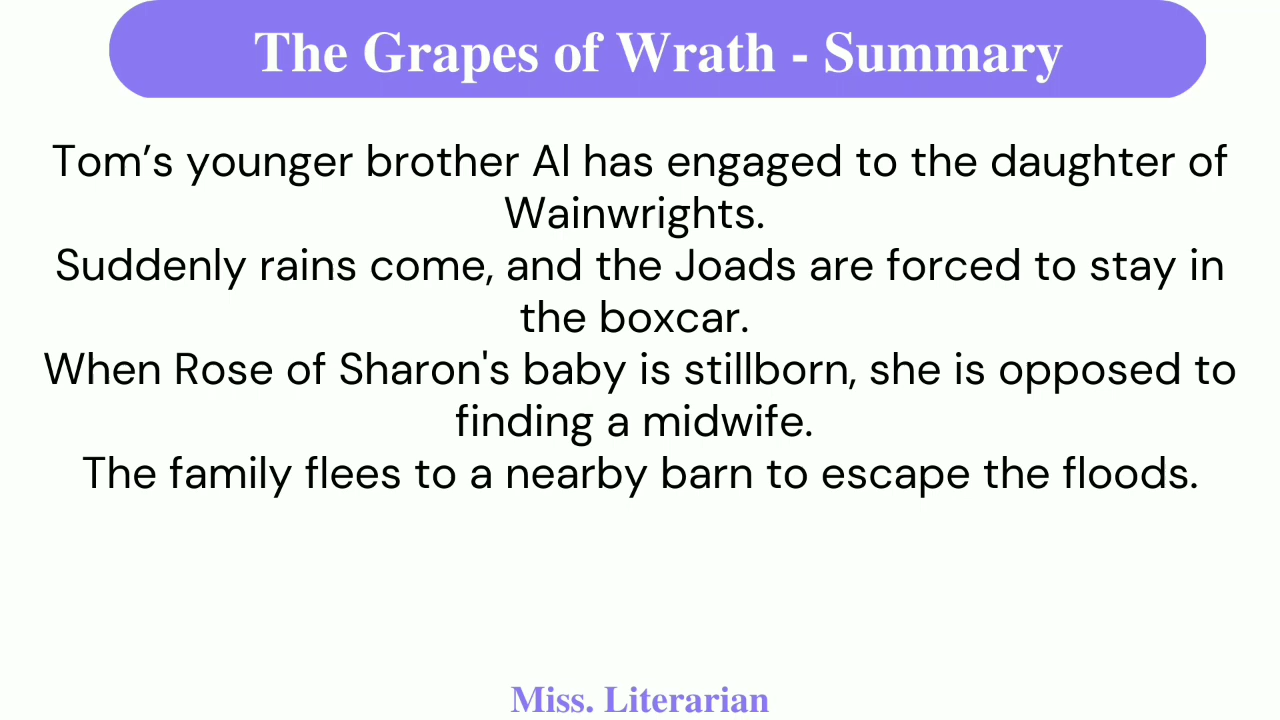 The Grapes of Wrath - Summary
Tom’s younger brother Al has engaged to the daughter of
Wainwrights.
Suddenly rains come, and the Joads are forced to stay in
the boxcar.
When Rose of Sharon's baby is stillborn, she is opposed to
finding a midwife.
The family flees to a nearby barn to escape the floods.
Miss. Literarian